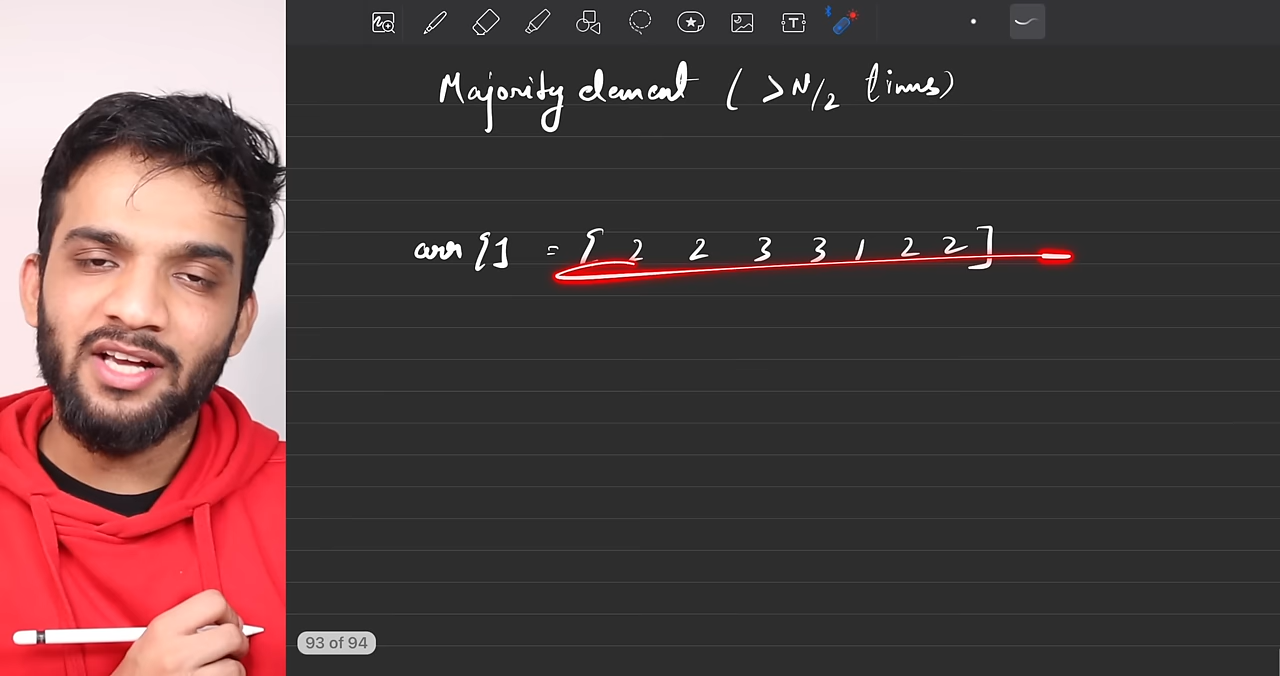 Majority element ( > N/2 times)
arr [] = [ 2 2 3 3 1 2 2 ]
93 of 94